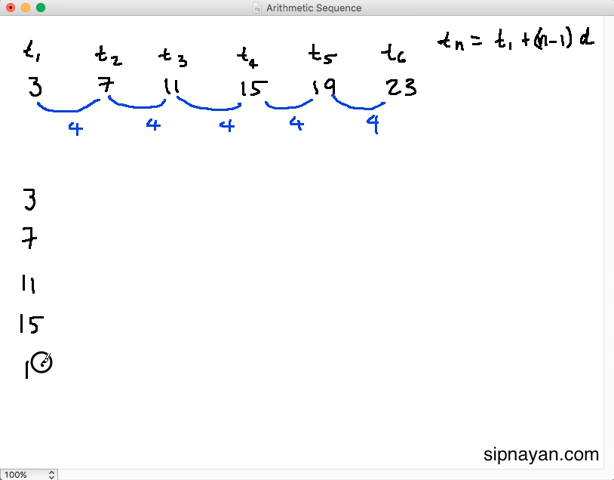 Arithmetic Sequence
t₁ t₂ t₃ t₄ t₅ t₆
tₙ = t₁ + (n-1) d
3 7 11 15 19 23
4 4 4 4 4
3
7
11
15
1
sipnayan.com
100%